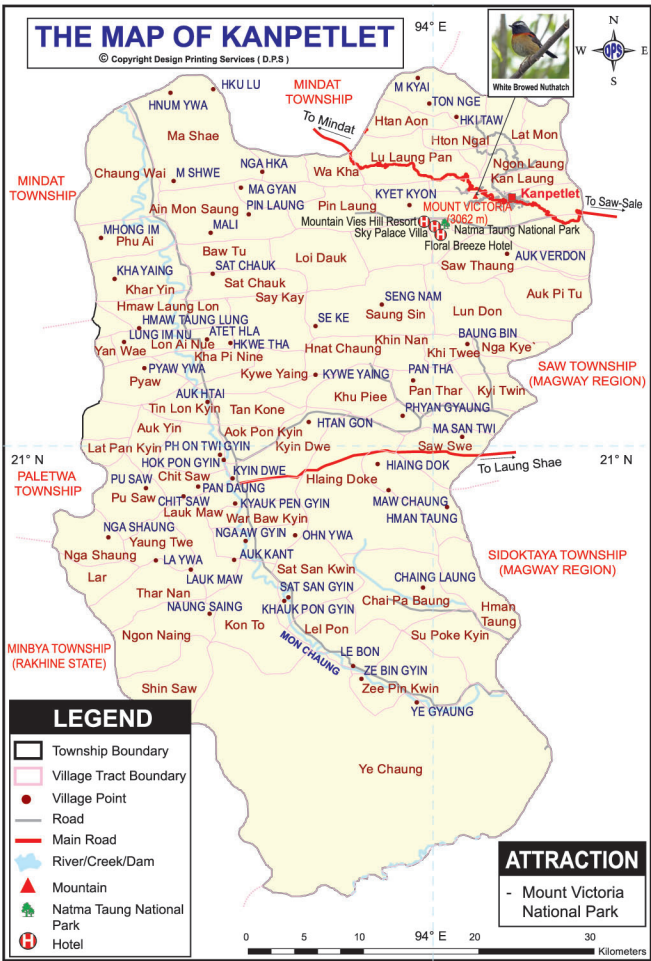 THE MAP OF KANPETLET
© Copyright Design Printing Services ( D.P.S )
94° E
N
W
E
S
DPS
White Browed Nuthatch
MINDAT
TOWNSHIP
To Mindat
HKU LU
HNUM YWA
Ma Shae
M KYAI
TON NGE
HKI TAW
Htan Aon
Hton Ngal
Lat Mon
Lu Laung Pan
Ngon Laung
Kan Laung
Kanpetlet
To Saw-Sale
MINDAT
TOWNSHIP
Chaung Wai
M SHWE
NGA HKA
Wa Kha
MA GYAN
Ain Mon Saung
PIN LAUNG
Pin Laung
KYET KYON
MOUNT VICTORIA
(3062 m)
Mountain Vies Hill Resort
Natma Taung National Park
Sky Palace Villa
Floral Breeze Hotel
MHONG IM
Phu Ai
MALI
Baw Tu
Loi Dauk
AUK VERDON
Saw Thaung
KHA YAING
Khar Yin
SAT CHAUK
Sat Chauk
Say Kay
Auk Pi Tu
Hmaw Laung Lon
SENG NAM
Saung Sin
Lun Don
HMAW TAUNG LUNG
SE KE
LUNG IM NU
ATET HLA
Yan Wae
Lon Ai Nue
HKWE THA
Kha Pi Nine
Hnat Chaung
Khin Nan
BAUNG BIN
Khi Twee
Nga Kye`
SAW TOWNSHIP
(MAGWAY REGION)
PYAW YWA
Pyaw
Kywe Yaing
KYWE YAING
PAN THA
Pan Thar
Kyi Twin
AUK HTAI
Tin Lon Kyin
Tan Kone
Khu Piee
PHYAN GYAUNG
HTAN GON
Auk Yin
Aok Pon Kyin
MA SAN TWI
Lat Pan Kyin
PH ON TWI GYIN
Kyin Dwe
Saw Swe
21° N
21° N
HOK PON GYIN
To Laung Shae
PALETWA
TOWNSHIP
PU SAW
Pu Saw
Chit Saw
KYIN DWE
PAN DAUNG
CHIT SAW
HIAING DOK
Hlaing Doke
KYAUK PEN GYIN
MAW CHAUNG
Lauk Maw
War Baw Kyin
HMAN TAUNG
NGA SHAUNG
Yaung Twe
NGA AW GYIN
OHN YWA
Nga Shaung
LA YWA
AUK KANT
SIDOKTAYA TOWNSHIP
(MAGWAY REGION)
Lar
LAUK MAW
Sat San Kwin
Thar Nan
SAT SAN GYIN
CHAING LAUNG
Chai Pa Baung
NAUNG SAING
KHAUK PON GYIN
Hman
Taung
Kon To
Lel Pon
MINBYA TOWNSHIP
(RAKHINE STATE)
Ngon Naing
MON CHAUNG
Su Poke Kyin
LE BON
ZE BIN GYIN
Shin Saw
Zee Pin Kwin
YE GYAUNG
Ye Chaung
LEGEND
Township Boundary
Village Tract Boundary
Village Point
Road
Main Road
River/Creek/Dam
Mountain
Natma Taung National
Park
H
Hotel
ATTRACTION
- Mount Victoria
National Park
94° E
0 5 10 20 30
Kilometers